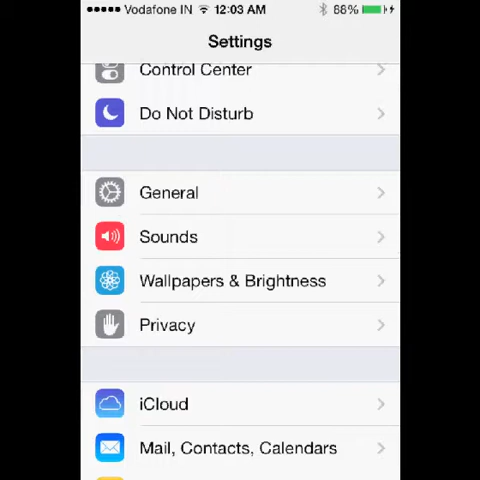 Vodafone IN 12:03 AM 68%
Settings
Control Center
Do Not Disturb
General
Sounds
Wallpapers & Brightness
Privacy
iCloud
Mail, Contacts, Calendars